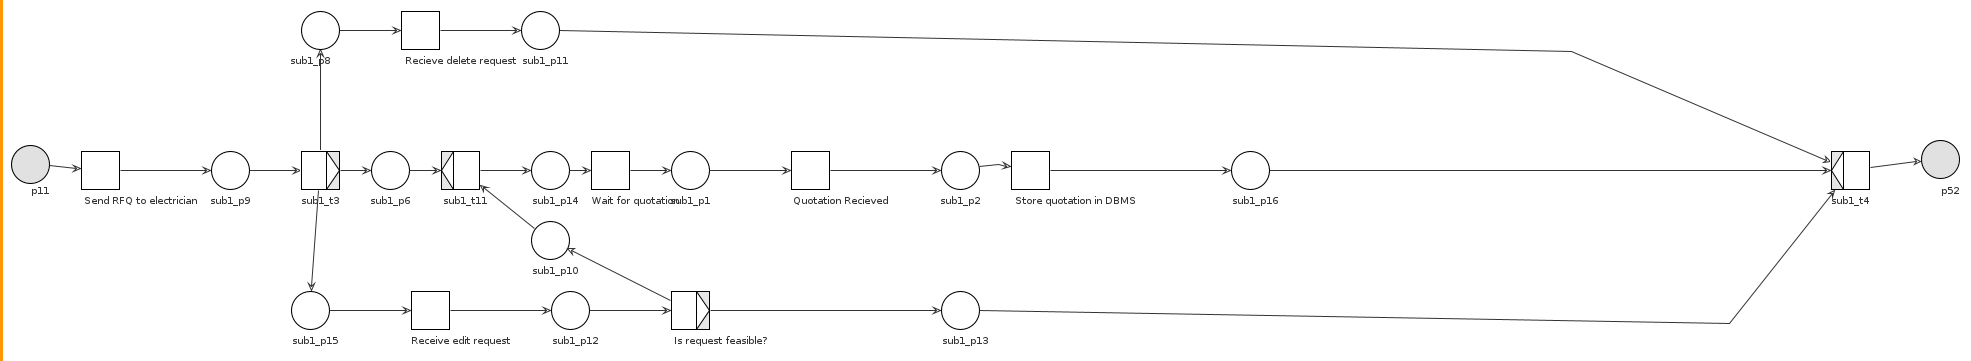 sub1_p8
Recieve delete request
sub1_p11
p11
Send RFQ to electrician
sub1_p9
sub1_t3
sub1_p6
sub1_t11
sub1_p14
Wait for quotation
sub1_p1
Quotation Recieved
sub1_p2
Store quotation in DBMS
sub1_p16
sub1_t4
p52
sub1_p10
sub1_p15
Receive edit request
sub1_p12
Is request feasible?
sub1_p13